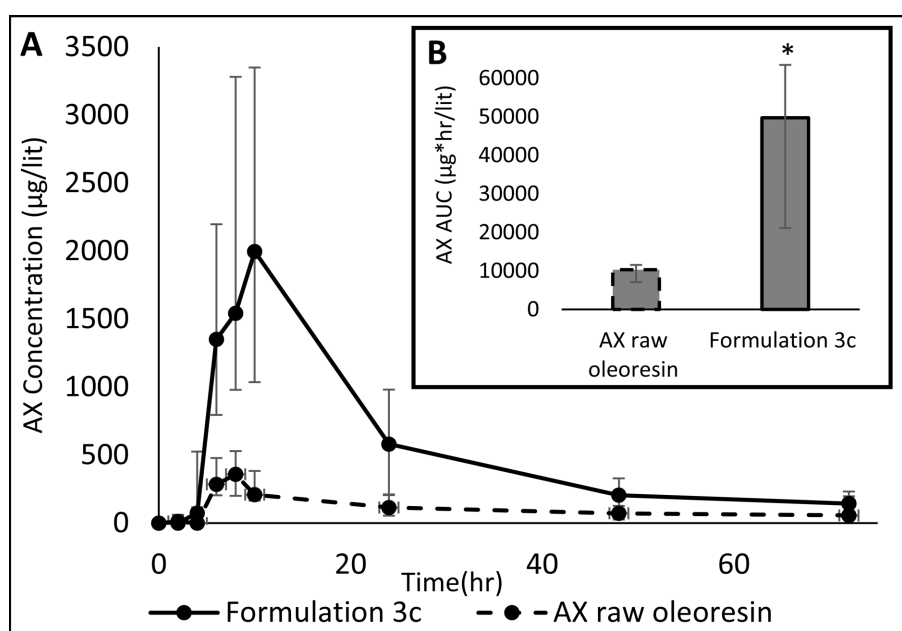 A
AX Concentration (µg/lit)
3500
3000
2500
2000
1500
1000
500
0
0 20 40 60
Time(hr)
Formulation 3c AX raw oleoresin
B
*
AX AUC (µg*hr/lit)
60000
50000
40000
30000
20000
10000
0
AX raw Formulation 3c
oleoresin